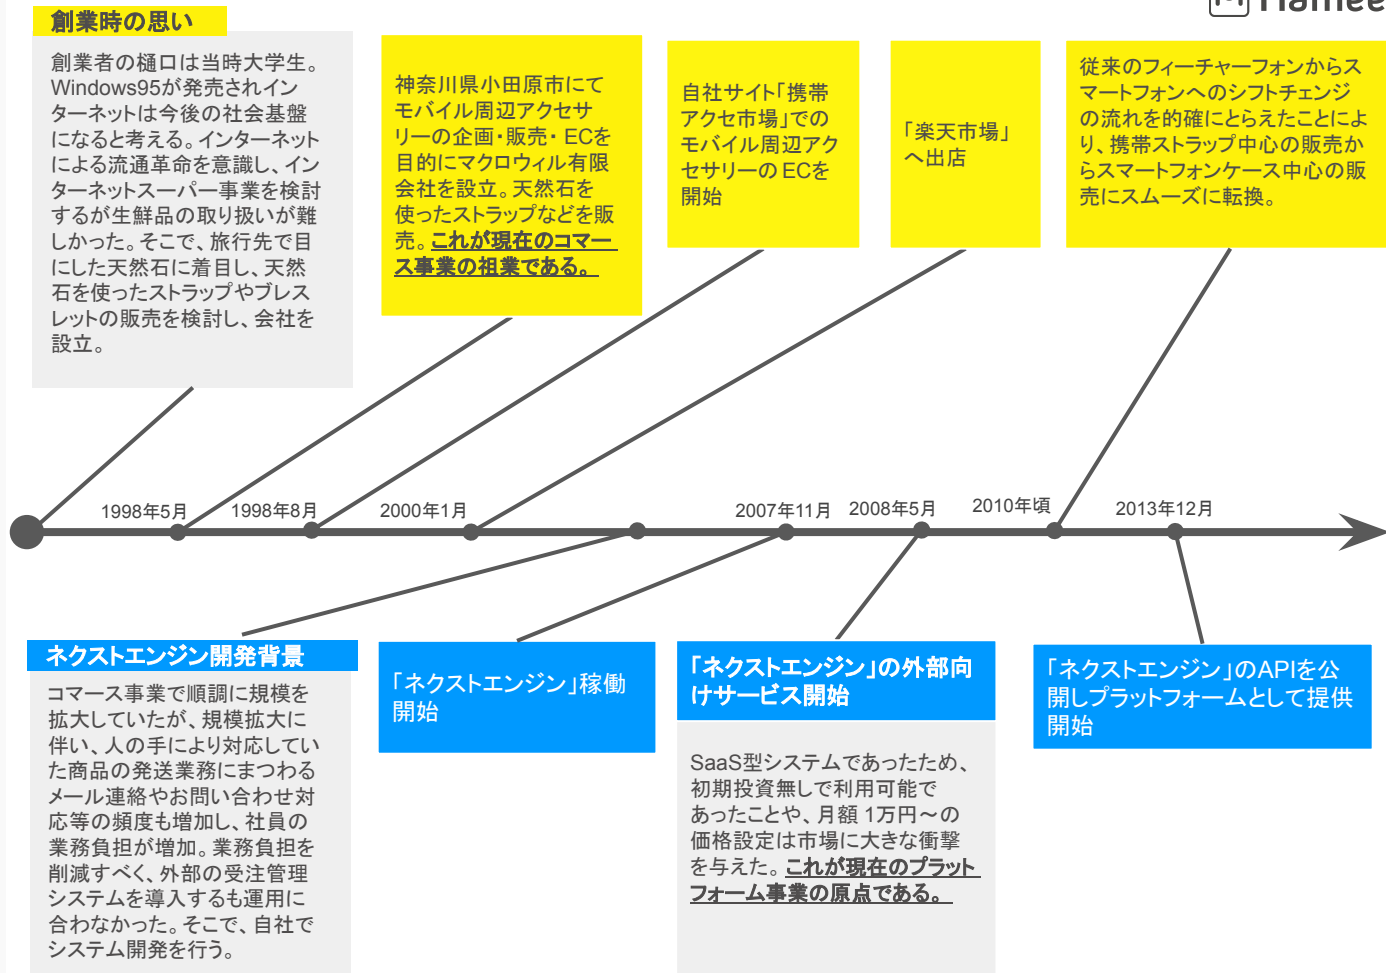 Hamee
創業時の思い
創業者の樋口は当時大学生。
Windows95が発売されイン
ターネットは今後の社会基盤
になると考える。インターネット
による流通革命を意識し、イン
ターネットスーパー事業を検討
するが生鮮品の取り扱いが難
しかった。そこで、旅行先で目
にした天然石に着目し、天然
石を使ったストラップやブレス
レットの販売を検討し、会社を
設立。
神奈川県小田原市にて
モバイル周辺アクセサ
リーの企画・販売・ ECを
目的にマクロウィル有限
会社を設立。天然石を
使ったストラップなどを販
売。これが現在のコマー
ス事業の祖業である。
自社サイト「携帯
アクセ市場」での
モバイル周辺アク
セサリーの ECを
開始
「楽天市場」
へ出店
従来のフィーチャーフォンからス
マートフォンへのシフトチェンジ
の流れを的確にとらえたことによ
り、携帯ストラップ中心の販売か
らスマートフォンケース中心の販
売にスムーズに転換。
1998年5月
1998年8月
2000年1月
2007年11月
2008年5月
2010年頃
2013年12月
ネクストエンジン開発背景
コマース事業で順調に規模を
拡大していたが、規模拡大に
伴い、人の手により対応してい
た商品の発送業務にまつわる
メール連絡やお問い合わせ対
応等の頻度も増加し、社員の
業務負担が増加。業務負担を
削減すべく、外部の受注管理
システムを導入するも運用に
合わなかった。そこで、自社で
システム開発を行う。
「ネクストエンジン」稼働
開始
「ネクストエンジン」の外部向
けサービス開始
SaaS型システムであったため、
初期投資無しで利用可能で
あったことや、月額 1万円～の
価格設定は市場に大きな衝撃
を与えた。これが現在のプラット
フォーム事業の原点である。
「ネクストエンジン」のAPIを公
開しプラットフォームとして提供
開始